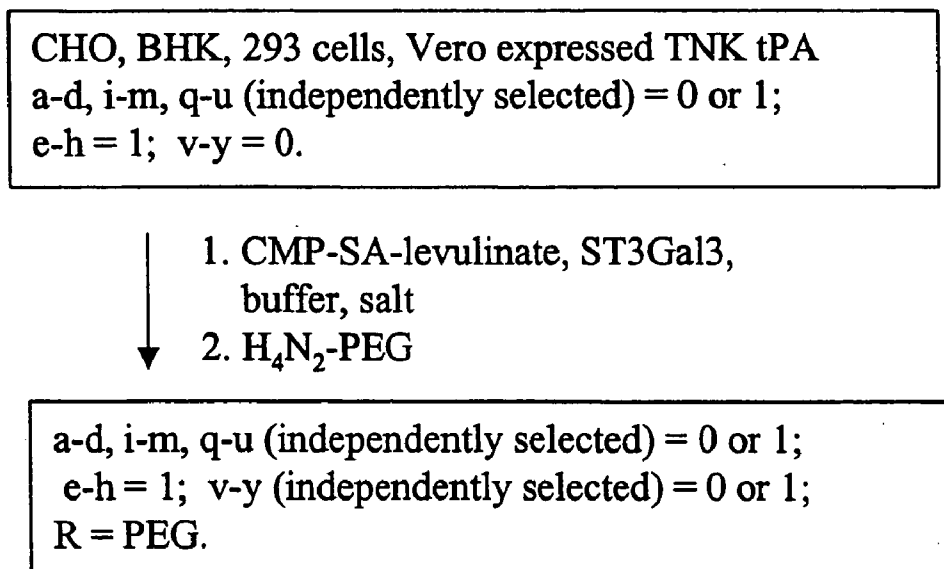 CHO, BHK, 293 cells, Vero expressed TNK tPA
a-d, i-m, q-u (independently selected) = 0 or 1;
e-h = 1; v-y = 0.
1. CMP-SA-levulinate, ST3Gal3,
buffer, salt
2. H₄N₂-PEG
a-d, i-m, q-u (independently selected) = 0 or 1;
e-h = 1; v-y (independently selected) = 0 or 1;
R = PEG.